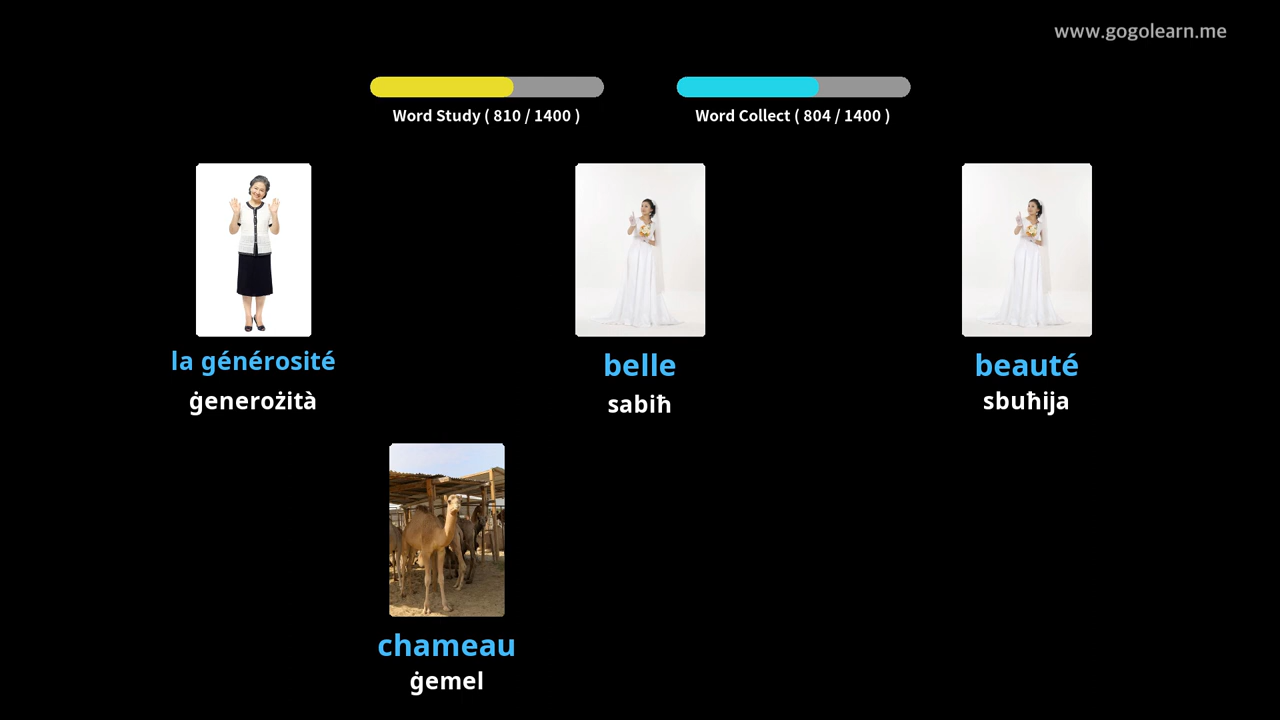 www.gogolearn.me
Word Study ( 810 / 1400 )
Word Collect ( 804 / 1400 )
la générosité
ġenerożità
belle
sabiħ
beauté
sbuħija
chameau
ġemel